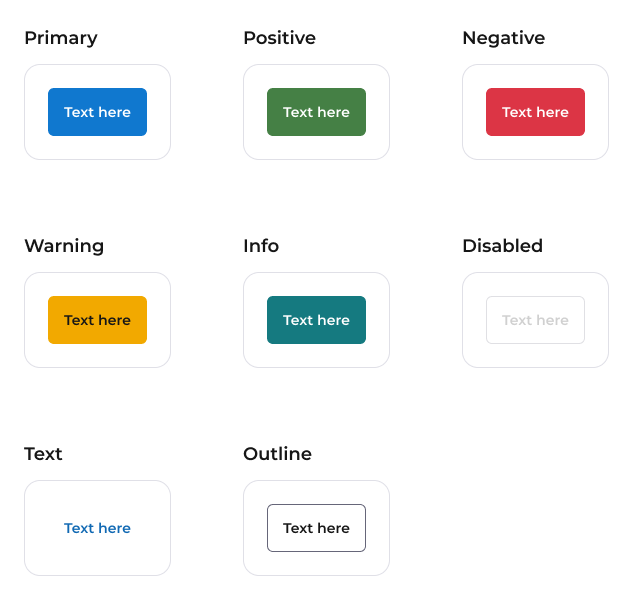 Primary
Positive
Negative
Text here
Text here
Text here
Warning
Info
Disabled
Text here
Text here
Text here
Text
Outline
Text here
Text here